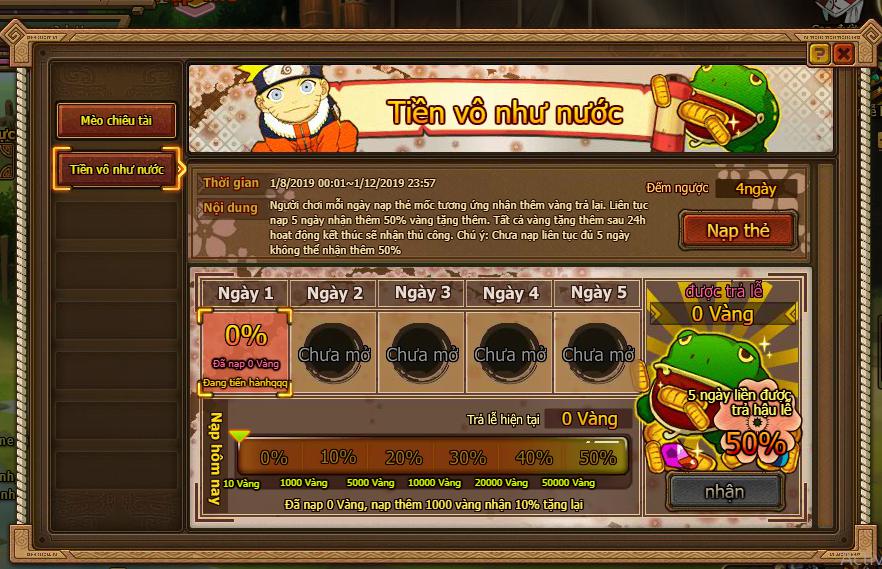 Tiền vô như nước
Mèo chiêu tài
Tiền vô như nước
Thời gian 1/8/2019 00:01~1/12/2019 23:57
Đếm ngược 4ngày
Nội dung Người chơi mỗi ngày nạp thẻ mốc tương ứng nhận thêm vàng trả lại. Liên tục
nạp 5 ngày nhận thêm 50% vàng tặng thêm. Tất cả vàng tặng thêm sau 24h
hoạt động kết thúc sẽ nhận thủ công. Chú ý: Chưa nạp liên tục đủ 5 ngày
không thể nhận thêm 50%
Nạp thẻ
Ngày 1 Ngày 2 Ngày 3 Ngày 4 Ngày 5
0%
Đã nạp 0 Vàng
Đang tiến hànhqqq
Chưa mở Chưa mở Chưa mở Chưa mở
được trả lễ
0 Vàng
5 ngày liền được
trả hậu lễ
50%
nhận
Nạp hôm nay
Trả lễ hiện tại 0 Vàng
0% 10% 20% 30% 40% 50%
10 Vàng 1000 Vàng 5000 Vàng 10000 Vàng 20000 Vàng 50000 Vàng
Đã nạp 0 Vàng, nạp thêm 1000 vàng nhận 10% tặng lại